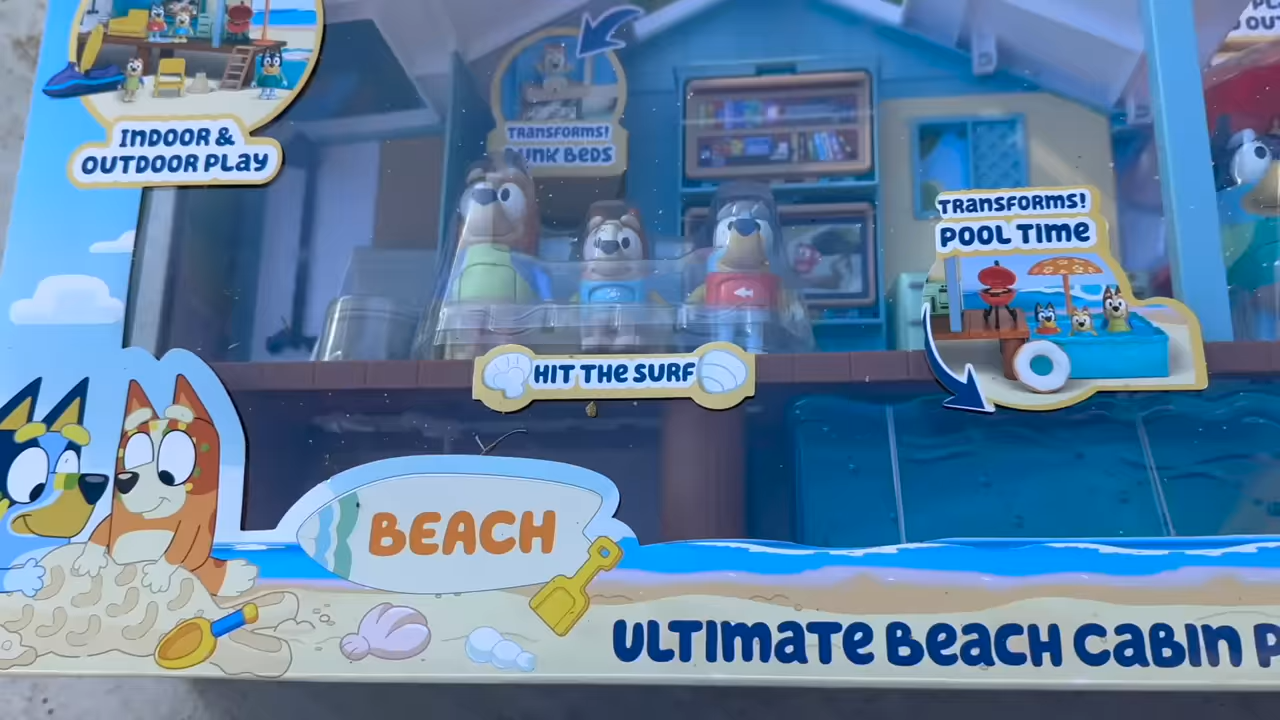 INDOOR &
OUTDOOR PLAY
TRANSFORMS!
BUNK BEDS
TRANSFORMS!
POOL TIME
HIT THE SURF
BEACH
ULTIMATE BEACH CABIN P